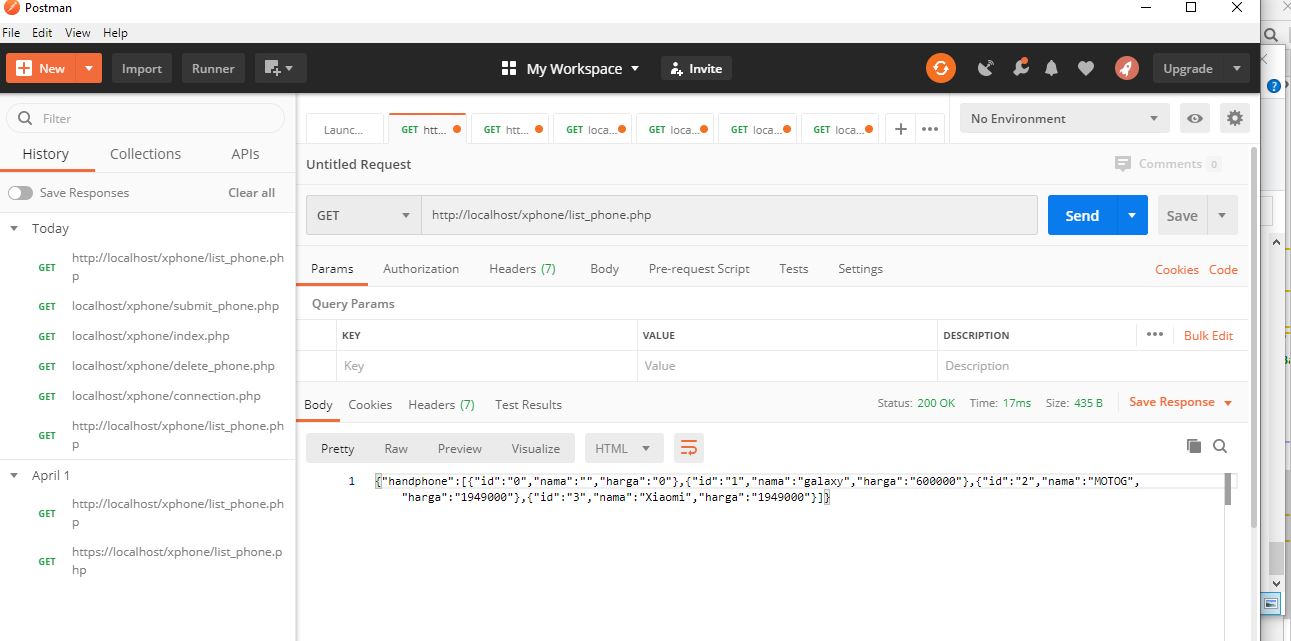 Postman
File Edit View Help
New Import Runner My Workspace Invite Upgrade
Filter
History Collections APIs
Save Responses Clear all
Today
GET http://localhost/xphone/list_phone.ph
p
GET localhost/xphone/submit_phone.php
GET localhost/xphone/index.php
GET localhost/xphone/delete_phone.php
GET localhost/xphone/connection.php
GET http://localhost/xphone/list_phone.ph
p
April 1
GET http://localhost/xphone/list_phone.ph
p
GET https://localhost/xphone/list_phone.p
hp
Launc... GET htt... GET htt... GET loca... GET loca... GET loca... GET loca...
No Environment
Untitled Request
Comments 0
GET http://localhost/xphone/list_phone.php Send Save
Params Authorization Headers (7) Body Pre-request Script Tests Settings Cookies Code
Query Params
KEY VALUE DESCRIPTION Bulk Edit
Key Value Description
Body Cookies Headers (7) Test Results Status: 200 OK Time: 17ms Size: 435 B Save Response
Pretty Raw Preview Visualize HTML
1 {"handphone":[{"id":"0","nama":"","harga":"0"},{"id":"1","nama":"galaxy","harga":"600000"},{"id":"2","nama":"MOTOG",
"harga":"1949000"},{"id":"3","nama":"Xiaomi","harga":"1949000"}]}